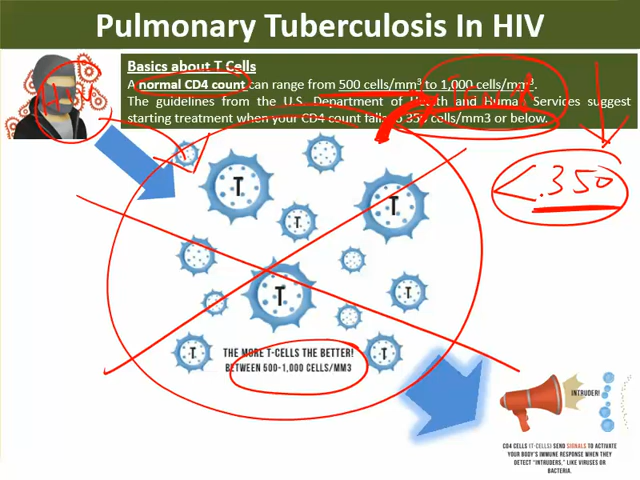 Pulmonary Tuberculosis In HIV
Basics about T Cells
A normal CD4 count can range from 500 cells/mm³ to 1,000 cells/mm³.
The guidelines from the U.S. Department of Health and Human Services suggest
starting treatment when your CD4 count falls to 350 cells/mm3 or below.
HIV
<.350
T
T
T
T
T
T
T
THE MORE T-CELLS THE BETTER!
BETWEEN 500-1,000 CELLS/MM3
INTRUDER!
CD4 CELLS (T-CELLS) SEND SIGNALS TO ACTIVATE
YOUR BODY'S IMMUNE RESPONSE WHEN THEY
DETECT "INTRUDERS," LIKE VIRUSES OR
BACTERIA.